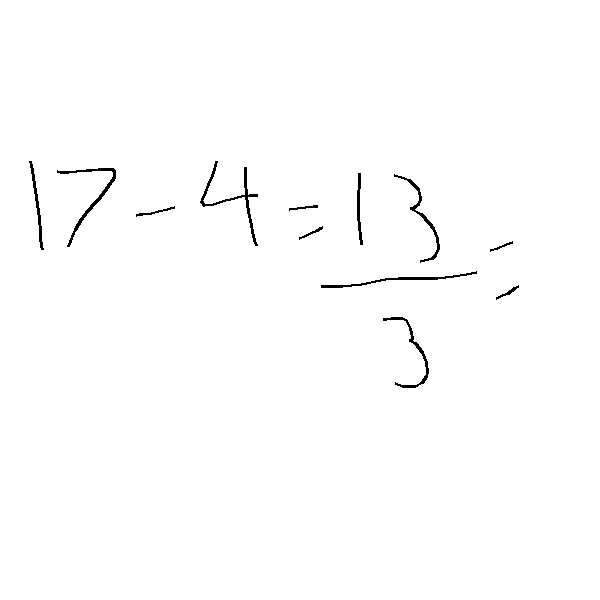 17 - 4 = 13 =
3